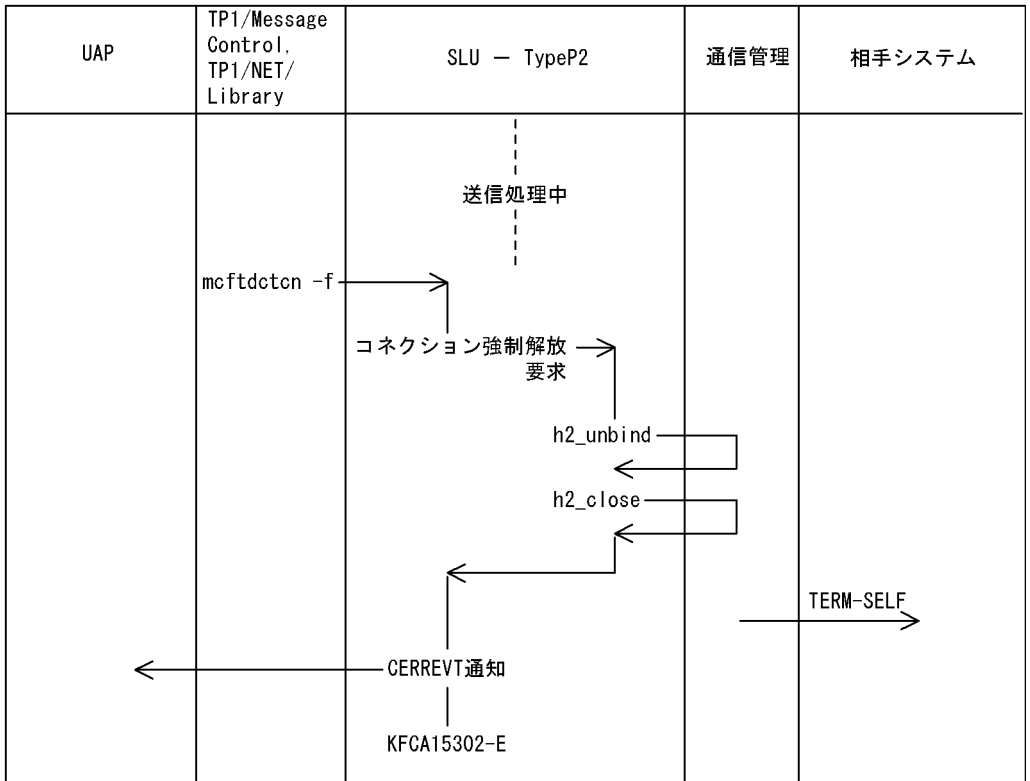 UAP
TP1/Message
Control,
TP1/NET/
Library
SLU － TypeP2
通信管理
相手システム
送信処理中
mcftdctcn -f
コネクション強制解放
要求
h2_unbind
h2_close
TERM-SELF
CERREVT通知
KFCA15302-E